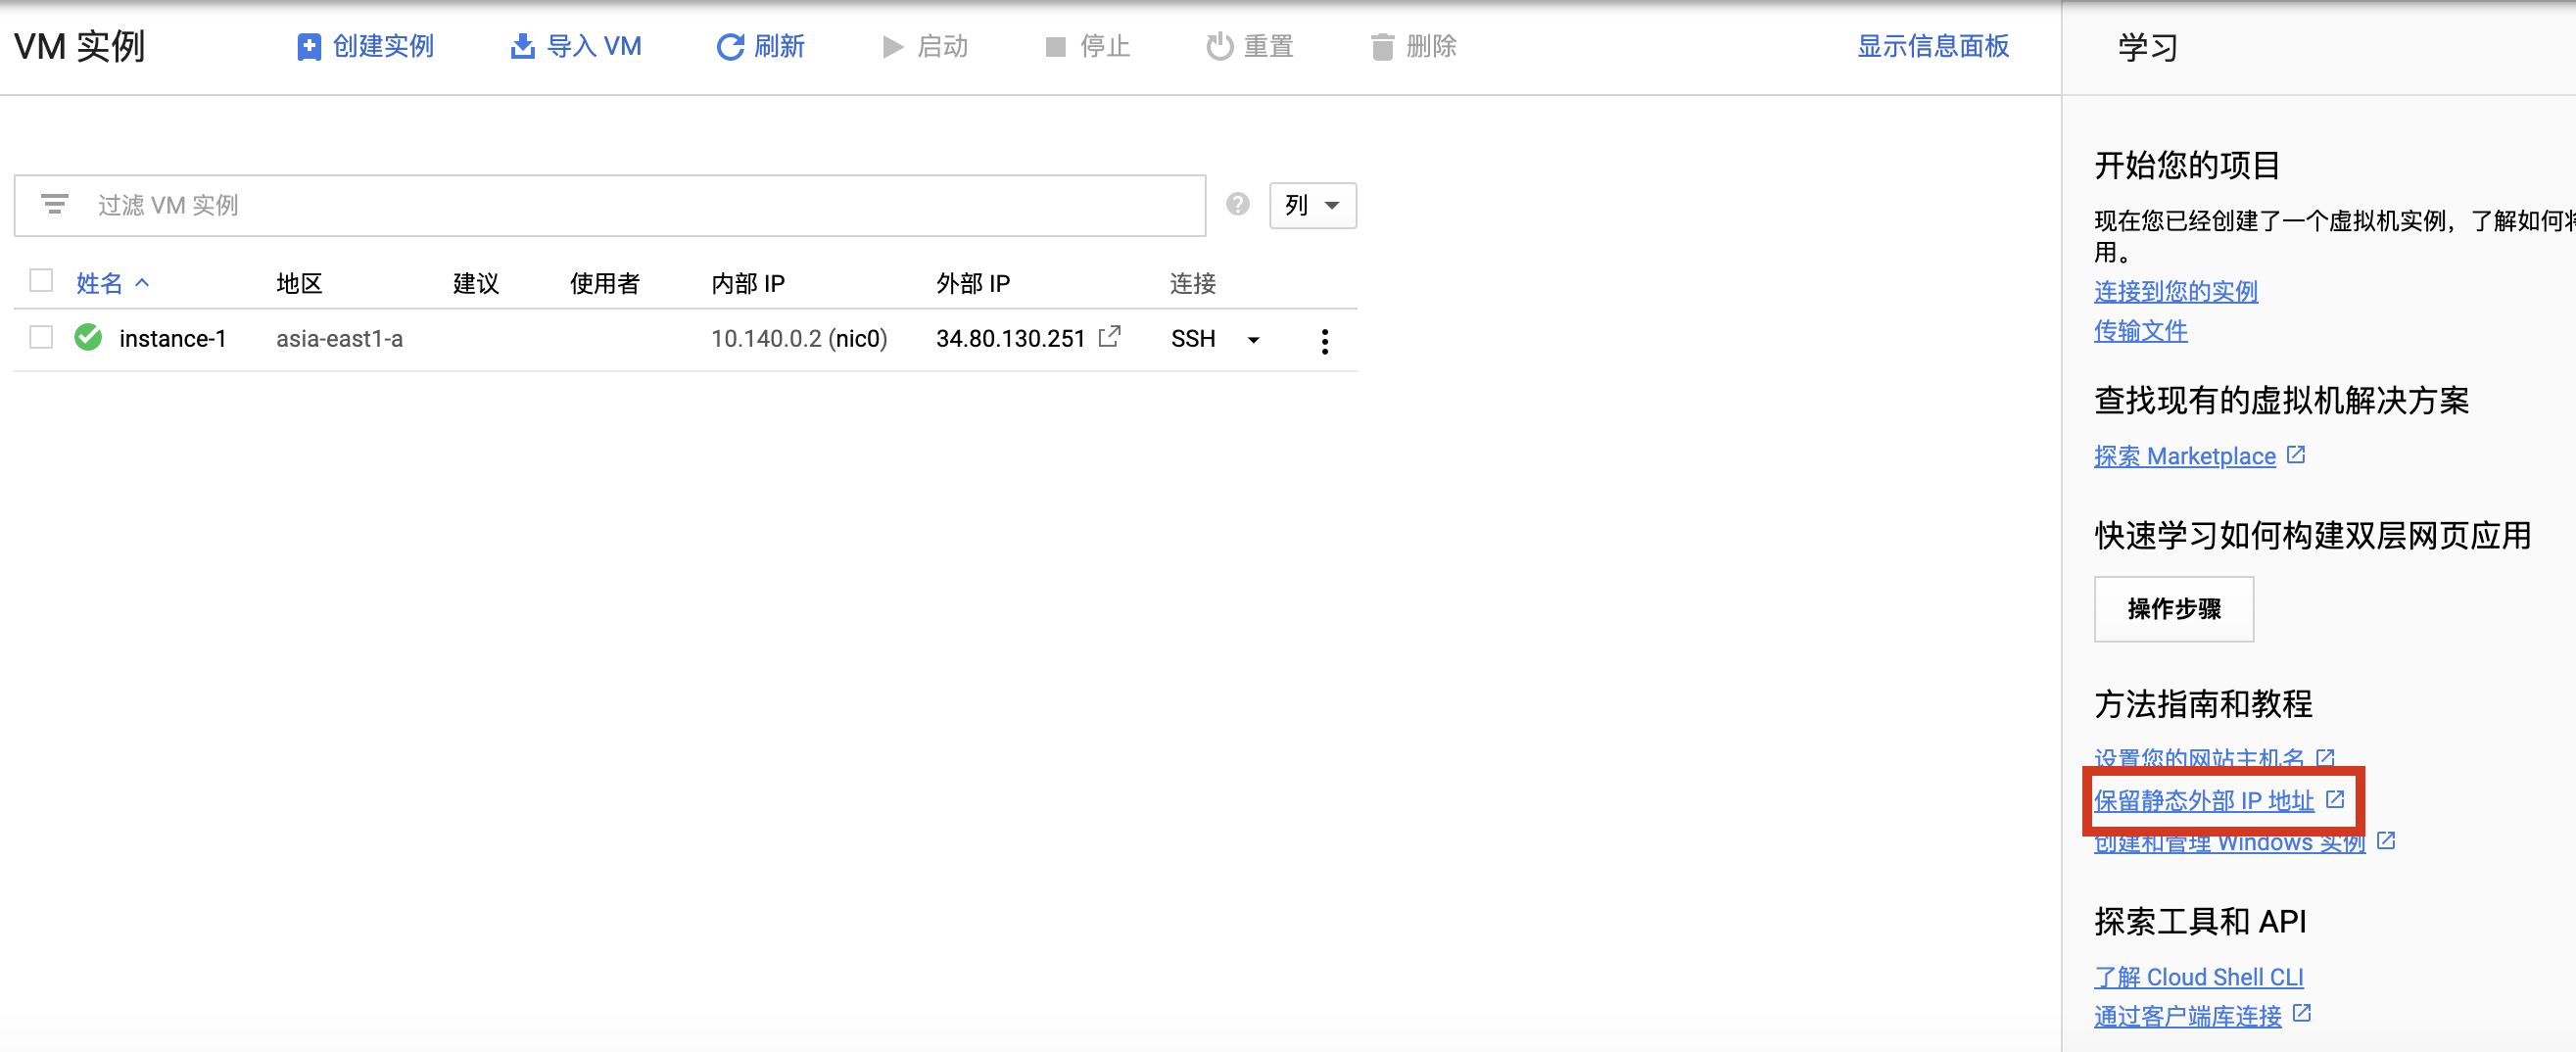 VM 实例
创建实例
导入 VM
刷新
启动
停止
重置
删除
显示信息面板
过滤 VM 实例
列
姓名 地区 建议 使用者 内部 IP 外部 IP 连接
instance-1 asia-east1-a 10.140.0.2 (nic0) 34.80.130.251 SSH
学习
开始您的项目
现在您已经创建了一个虚拟机实例，了解如何
用。
连接到您的实例
传输文件
查找现有的虚拟机解决方案
探索 Marketplace
快速学习如何构建双层网页应用
操作步骤
方法指南和教程
设置您的网站主机名
保留静态外部 IP 地址
创建和管理 Windows 实例
探索工具和 API
了解 Cloud Shell CLI
通过客户端库连接